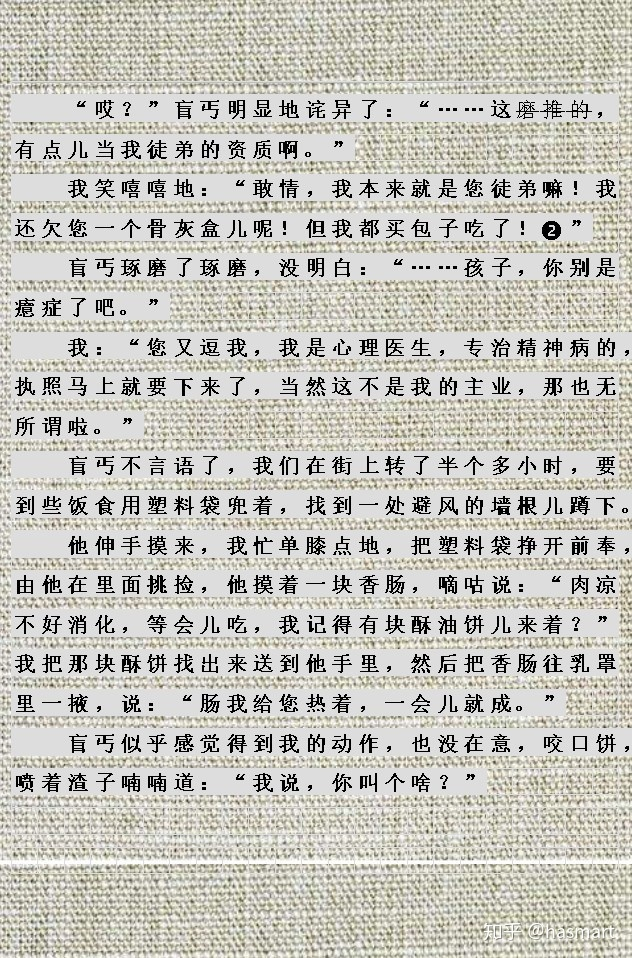 “哎？”盲丐明显地诧异了：“……这磨推的，
有点儿当我徒弟的资质啊。”
我笑嘻嘻地：“敢情，我本来就是您徒弟嘛！我
还欠您一个骨灰盒儿呢！但我都买包子吃了！❷”
盲丐琢磨了琢磨，没明白：“……孩子，你别是
癔症了吧。”
我：“您又逗我，我是心理医生，专治精神病的，
执照马上就要下来了，当然这不是我的主业，那也无
所谓啦。”
盲丐不言语了，我们在街上转了半个多小时，要
到些饭食用塑料袋兜着，找到一处避风的墙根儿蹲下。
他伸手摸来，我忙单膝点地，把塑料袋挣开前奉，
由他在里面挑捡，他摸着一块香肠，嘀咕说：“肉凉
不好消化，等会儿吃，我记得有块酥油饼儿来着？”
我把那块酥饼找出来送到他手里，然后把香肠往乳罩
里一掖，说：“肠我给您热着，一会儿就成。”
盲丐似乎感觉得到我的动作，也没在意，咬口饼，
喷着渣子喃喃道：“我说，你叫个啥？”
知乎 @hasmart